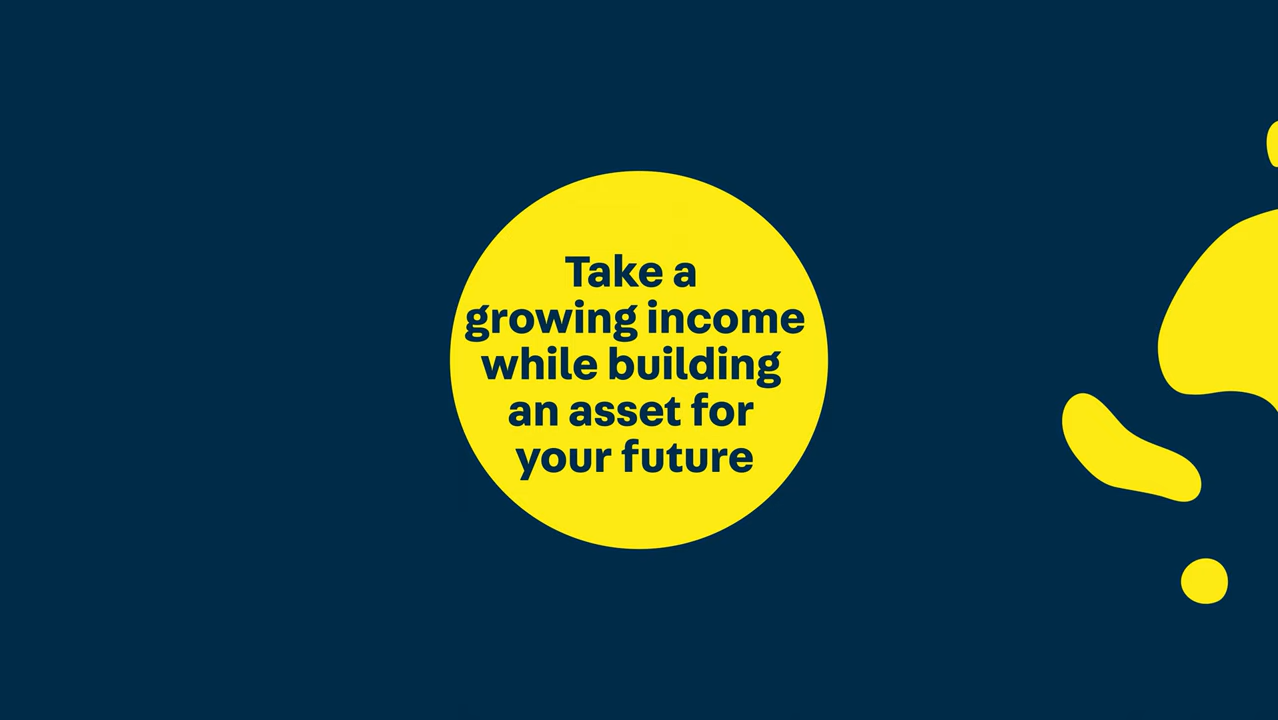 Take a
growing income
while building
an asset for
your future